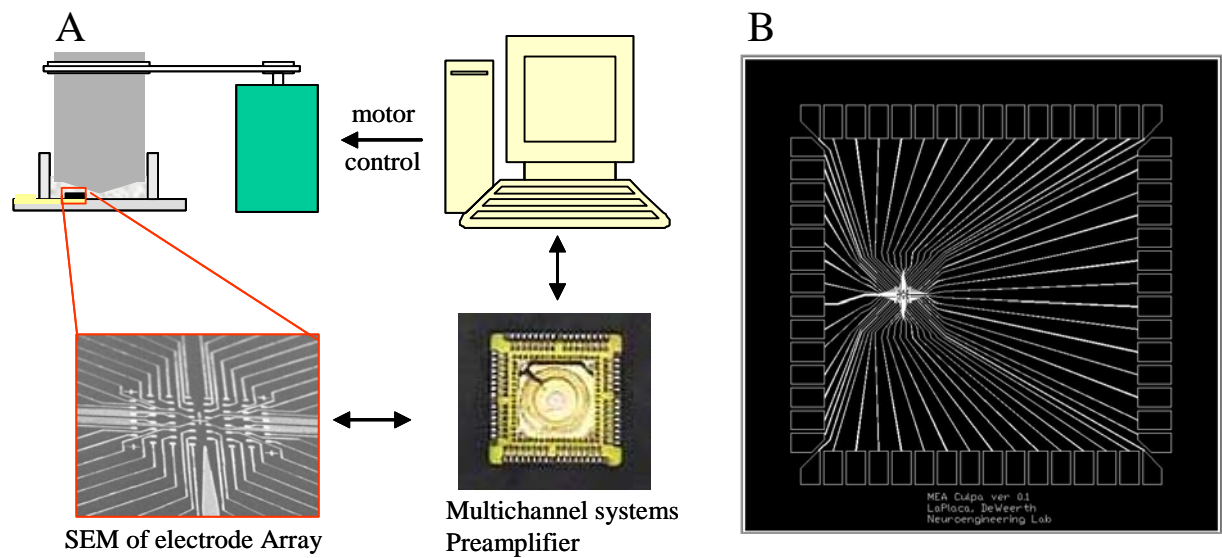 A
B
motor
control
SEM of electrode Array
Multichannel systems
Preamplifier
MEA Culpa ver 0.1
LaPlaca, DeWeerth
Neuroengineering Lab